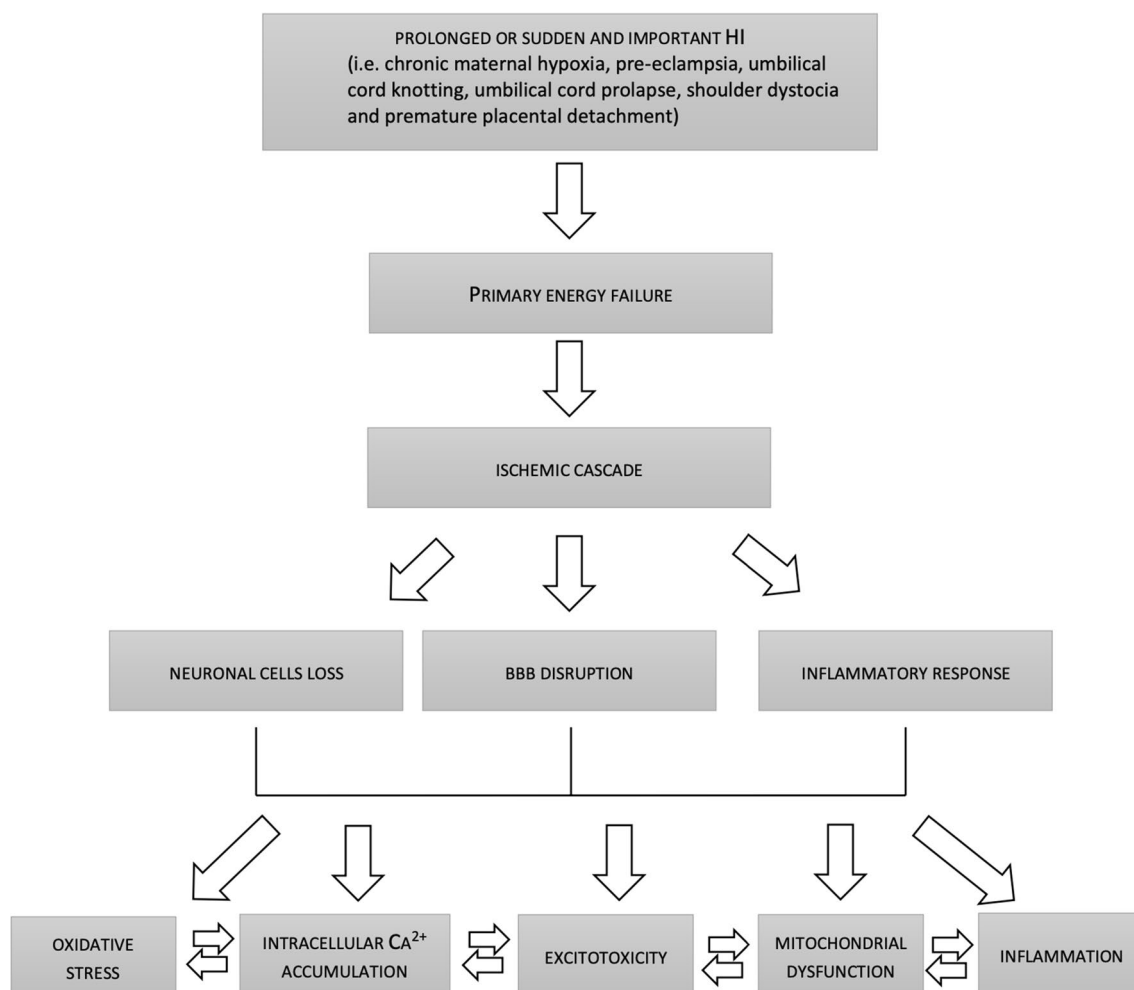 PROLONGED OR SUDDEN AND IMPORTANT HI
(i.e. chronic maternal hypoxia, pre-eclampsia, umbilical
cord knotting, umbilical cord prolapse, shoulder dystocia
and premature placental detachment)
PRIMARY ENERGY FAILURE
ISCHEMIC CASCADE
NEURONAL CELLS LOSS
BBB DISRUPTION
INFLAMMATORY RESPONSE
OXIDATIVE
STRESS
INTRACELLULAR CA²⁺
ACCUMULATION
EXCITOTOXICITY
MITOCHONDRIAL
DYSFUNCTION
INFLAMMATION